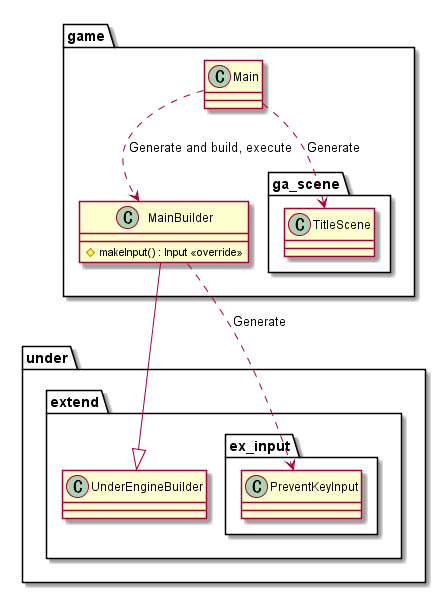 game
C Main
Generate and build, execute
Generate
ga_scene
C MainBuilder
makeInput() : Input «override»
C TitleScene
Generate
under
extend
ex_input
C UnderEngineBuilder
C PreventKeyInput